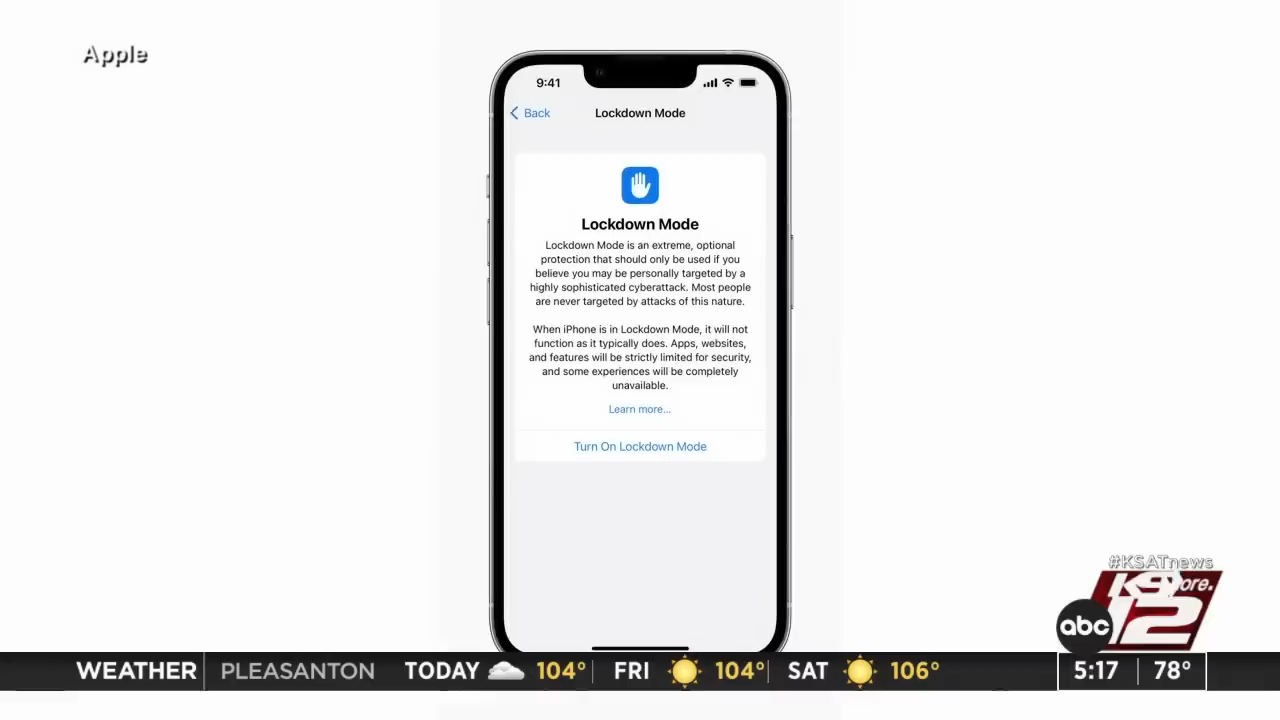 Apple
9:41
Back
Lockdown Mode
Lockdown Mode
Lockdown Mode is an extreme, optional
protection that should only be used if you
believe you may be personally targeted by a
highly sophisticated cyberattack. Most people
are never targeted by attacks of this nature.
When iPhone is in Lockdown Mode, it will not
function as it typically does. Apps, websites,
and features will be strictly limited for security,
and some experiences will be completely
unavailable.
Learn more...
Turn On Lockdown Mode
#KSATnews
abc 12
WEATHER PLEASANTON TODAY 104° FRI 104° SAT 106° 5:17 78°